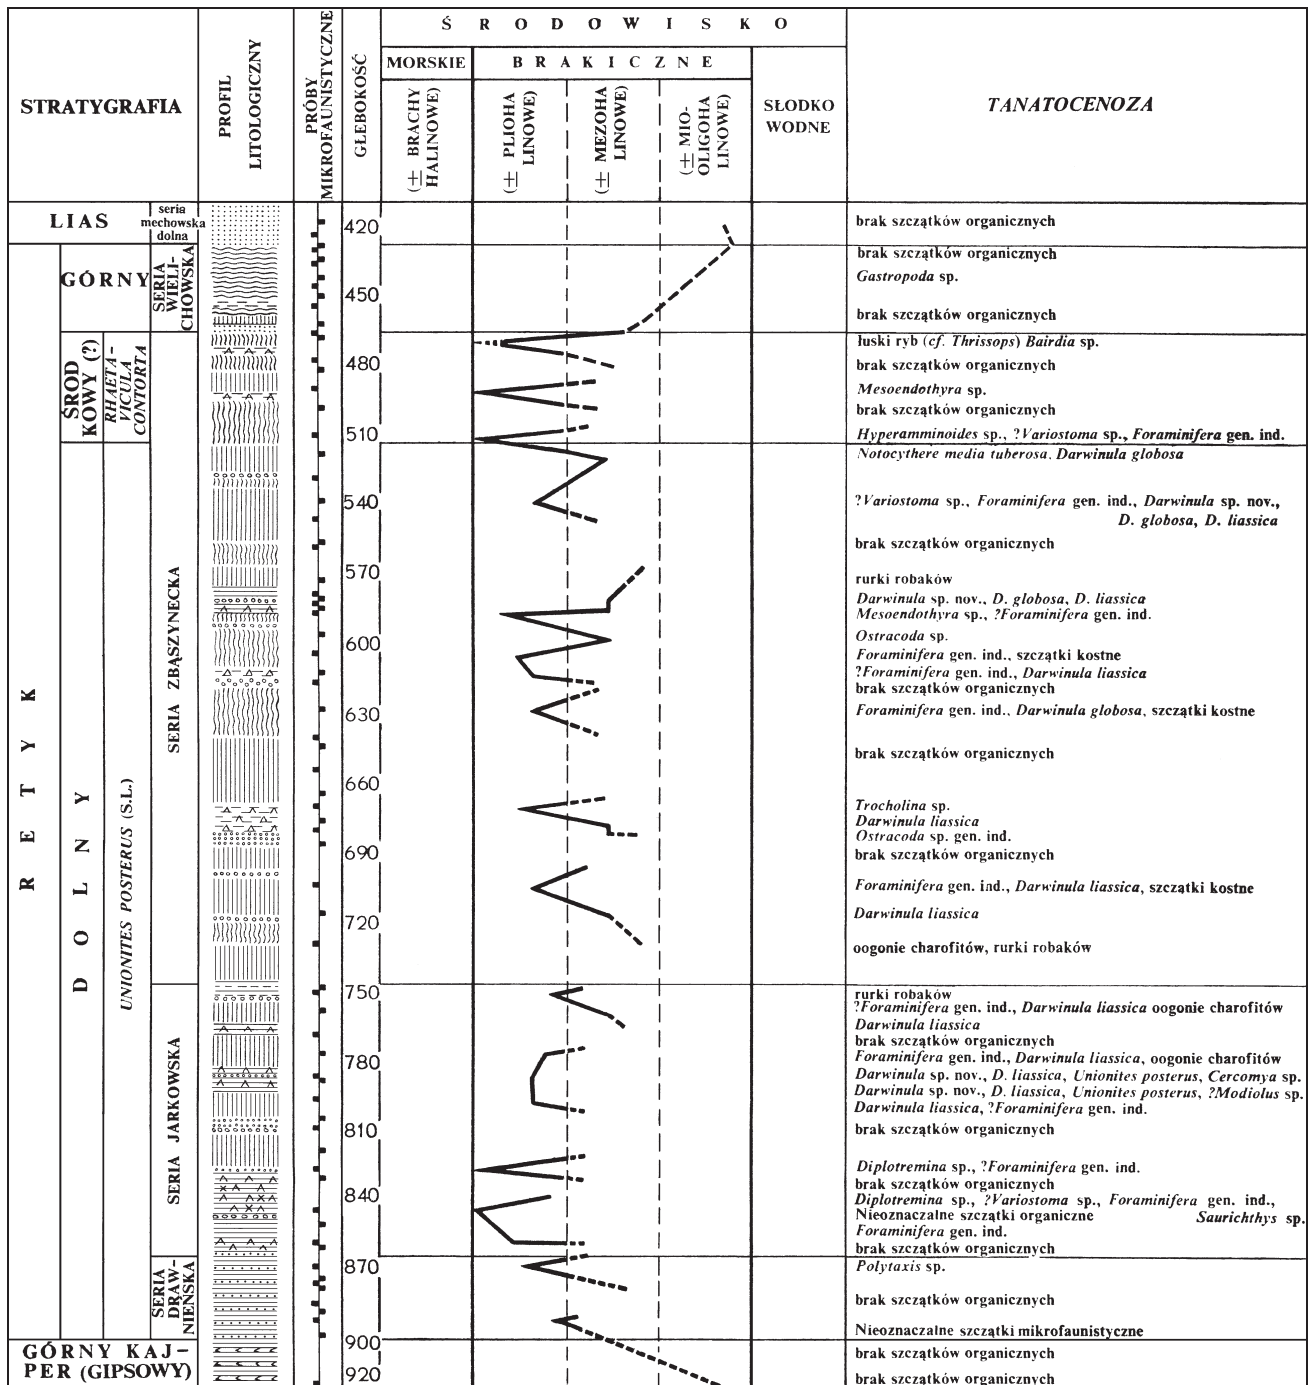 Ś R O D O W I S K O
MORSKIE
B R A K I C Z N E
STRATYGRAFIA
PROFIL
LITOLOGICZNY
PRÓBY
MIKROFAUNISTYCZNE
GŁEBOKOŚĆ
(± BRACHY
HALINOWE)
(± PLIOHA
LINOWE)
(± MEZOHA
LINOWE)
(± MIO-
OLIGOHA
LINOWE)
SŁODKO
WODNE
TANATOCENOZA
LIAS
seria
mechowska
dolna
420
brak szczątków organicznych
GÓRNY
SERIA
WIELI-
CHOWSKA
brak szczątków organicznych
Gastropoda sp.
450
brak szczątków organicznych
ŚROD
KOWY (?)
RHAETA-
VICULA
CONTORTA
łuski ryb (cf. Thrissops) Bairdia sp.
480
brak szczątków organicznych
Mesoendothyra sp.
brak szczątków organicznych
510
Hyperamminoides sp., ?Variostoma sp., Foraminifera gen. ind.
R E T Y K
D O L N Y
UNIONITES POSTERUS (S.L.)
SERIA ZBĄSZYNECKA
Notocythere media tuberosa, Darwinula globosa
540
?Variostoma sp., Foraminifera gen. ind., Darwinula sp. nov.,
D. globosa, D. liassica
brak szczątków organicznych
570
rurki robaków
Darwinula sp. nov., D. globosa, D. liassica
Mesoendothyra sp., ?Foraminifera gen. ind.
600
Ostracoda sp.
Foraminifera gen. ind., szczątki kostne
?Foraminifera gen. ind., Darwinula liassica
brak szczątków organicznych
630
Foraminifera gen. ind., Darwinula globosa, szczątki kostne
brak szczątków organicznych
660
Trocholina sp.
Darwinula liassica
Ostracoda sp. gen. ind.
690
brak szczątków organicznych
Foraminifera gen. ind., Darwinula liassica, szczątki kostne
720
Darwinula liassica
oogonie charofitów, rurki robaków
SERIA JARKOWSKA
750
rurki robaków
?Foraminifera gen. ind., Darwinula liassica oogonie charofitów
Darwinula liassica
brak szczątków organicznych
780
Foraminifera gen. ind., Darwinula liassica, oogonie charofitów
Darwinula sp. nov., D. liassica, Unionites posterus, Cercomya sp.
Darwinula sp. nov., D. liassica, Unionites posterus, ?Modiolus sp.
Darwinula liassica, ?Foraminifera gen. ind.
810
brak szczątków organicznych
Diplotremina sp., ?Foraminifera gen. ind.
brak szczątków organicznych
840
Diplotremina sp., ?Variostoma sp., Foraminifera gen. ind.,
Nieoznaczalne szczątki organiczne Saurichthys sp.
Foraminifera gen. ind.
brak szczątków organicznych
SERIA
DRAW-
NIEŃSKA
870
Polytaxis sp.
brak szczątków organicznych
Nieoznaczalne szczątki mikrofaunistyczne
GÓRNY KAJ-
PER (GIPSOWY)
900
brak szczątków organicznych
920
brak szczątków organicznych